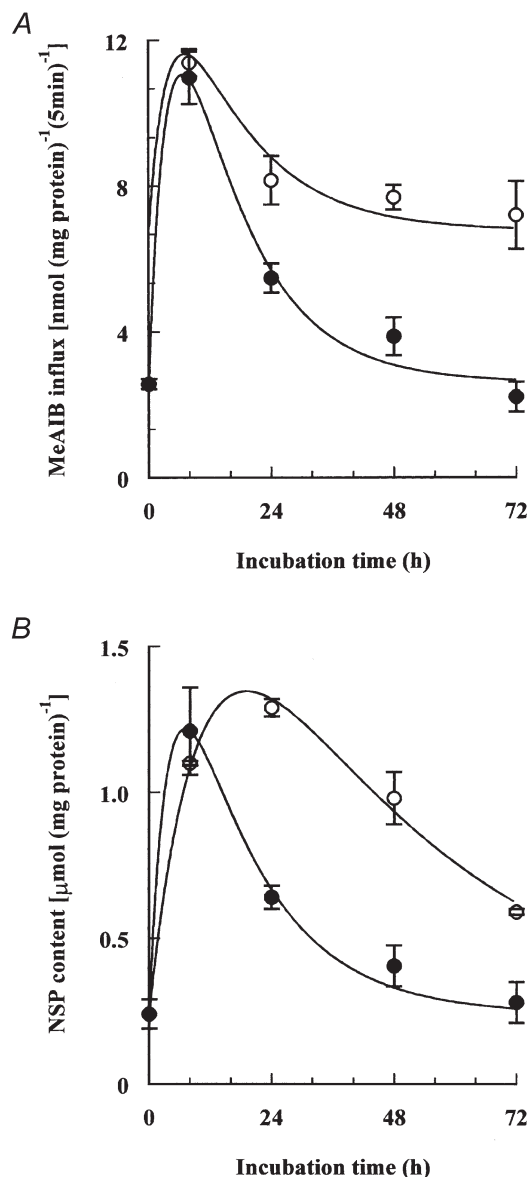 A
MeAIB influx [nmol (mg protein)⁻¹(5min)⁻¹]
12
8
4
0
0 24 48 72
Incubation time (h)
B
NSP content [μmol (mg protein)⁻¹]
1.5
1.0
0.5
0
0 24 48 72
Incubation time (h)